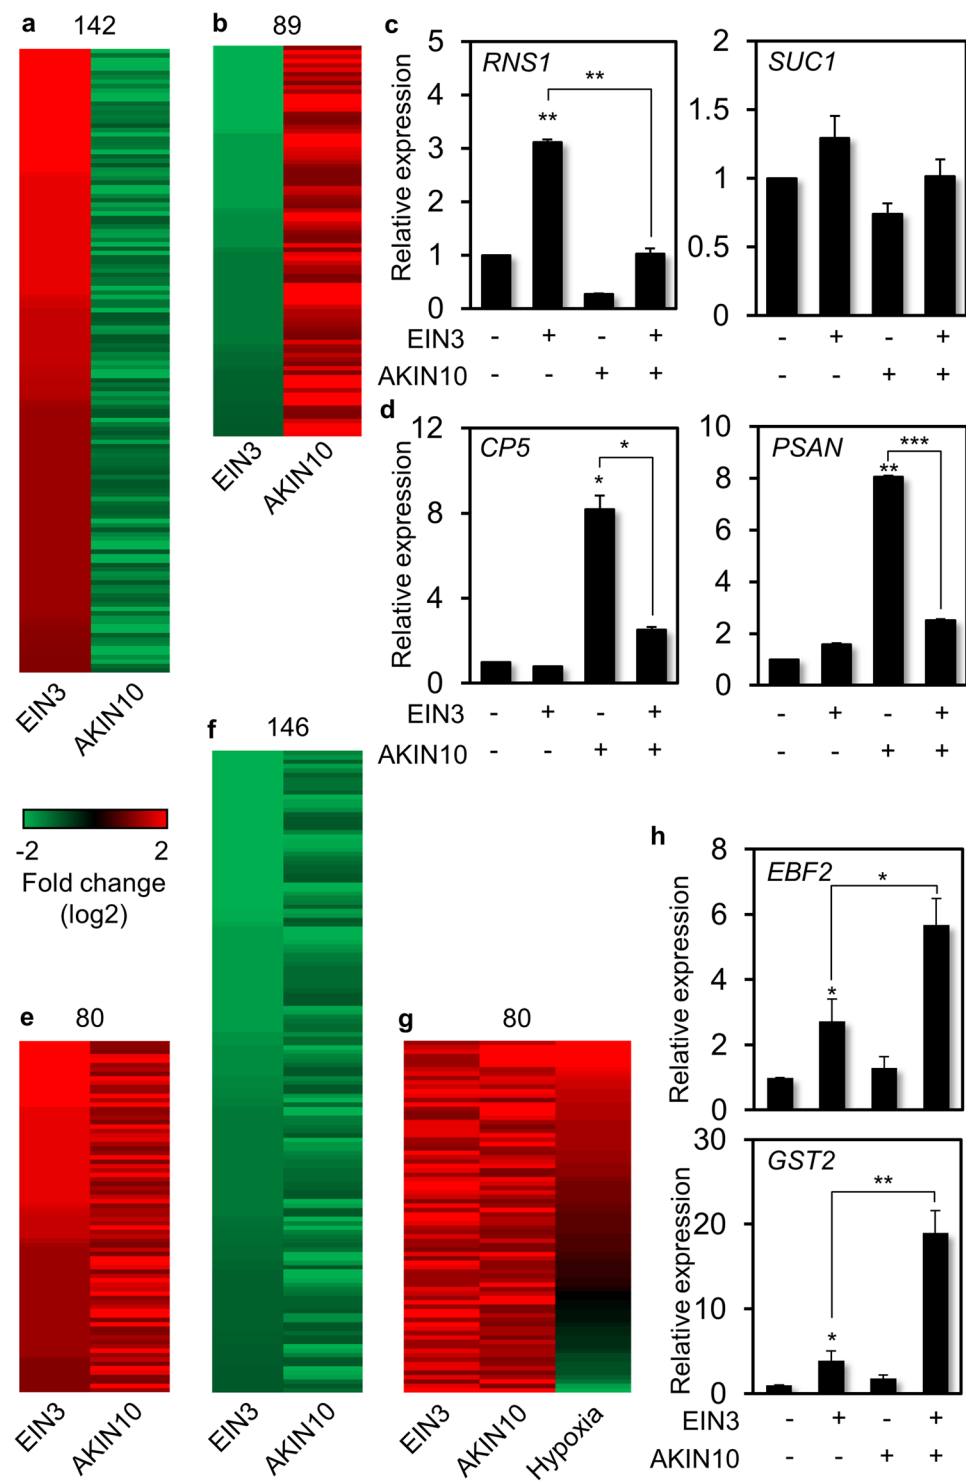 a 142
EIN3 AKIN10
b 89
EIN3 AKIN10
c
RNS1
Relative expression
5
4
3
2
1
0
**
**
SUC1
2
1.5
1
0.5
0
EIN3 - + - + - + - +
AKIN10 - - + + - - + +
d
CP5
Relative expression
12
8
4
0
*
*
PSAN
10
8
6
4
2
0
**
***
EIN3 - + - + - + - +
AKIN10 - - + + - - + +
-2 2
Fold change
(log2)
e 80
EIN3 AKIN10
f 146
EIN3 AKIN10
g 80
EIN3 AKIN10 Hypoxia
h
EBF2
Relative expression
8
6
4
2
0
*
*
GST2
Relative expression
30
20
10
0
*
**
EIN3 - + - +
AKIN10 - - + +